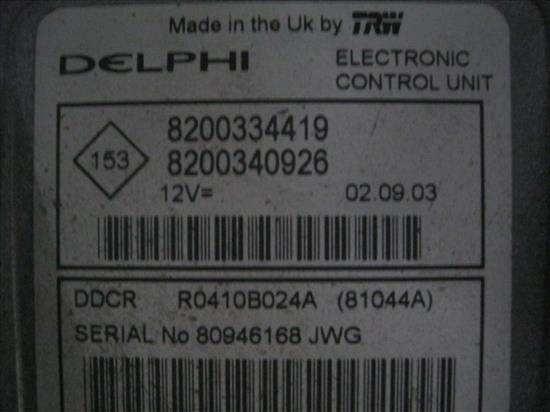 Made in the Uk by TRW
DELPHI
ELECTRONIC
CONTROL UNIT
153
8200334419
8200340926
12V=
02.09.03
DDCR R0410B024A (81044A)
SERIAL No 80946168 JWG